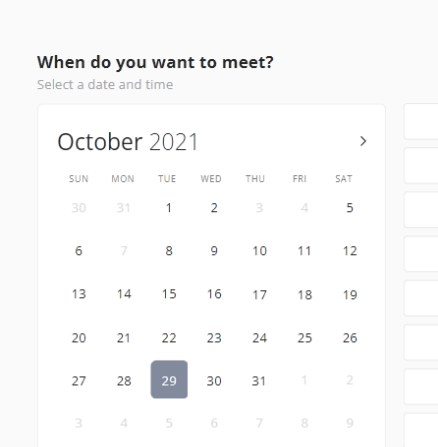 When do you want to meet?
Select a date and time
October 2021
SUN MON TUE WED THU FRI SAT
30 31 1 2 3 4 5
6 7 8 9 10 11 12
13 14 15 16 17 18 19
20 21 22 23 24 25 26
27 28 29 30 31 1 2
3 4 5 6 7 8 9